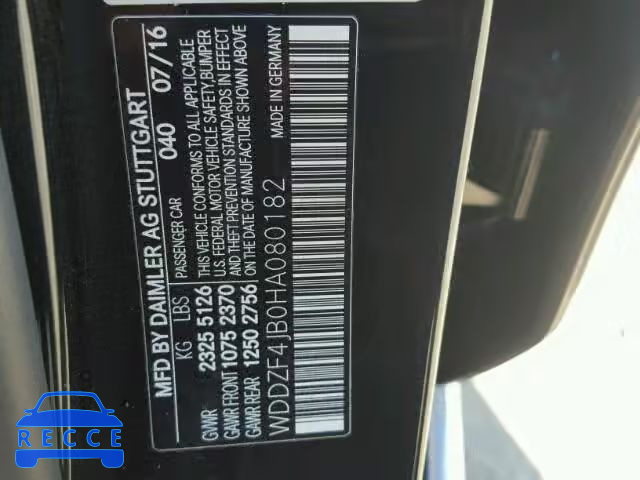 MFD BY DAIMLER AG STUTTGART
040 07/16
KG LBS PASSENGER CAR
GVWR 2325 5126
GAWR FRONT 1075 2370
GAWR REAR 1250 2756
THIS VEHICLE CONFORMS TO ALL APPLICABLE
U.S. FEDERAL MOTOR VEHICLE SAFETY,BUMPER
AND THEFT PREVENTION STANDARDS IN EFFECT
ON THE DATE OF MANUFACTURE SHOWN ABOVE
MADE IN GERMANY
WDDZF4JB0HA080182
RECCE